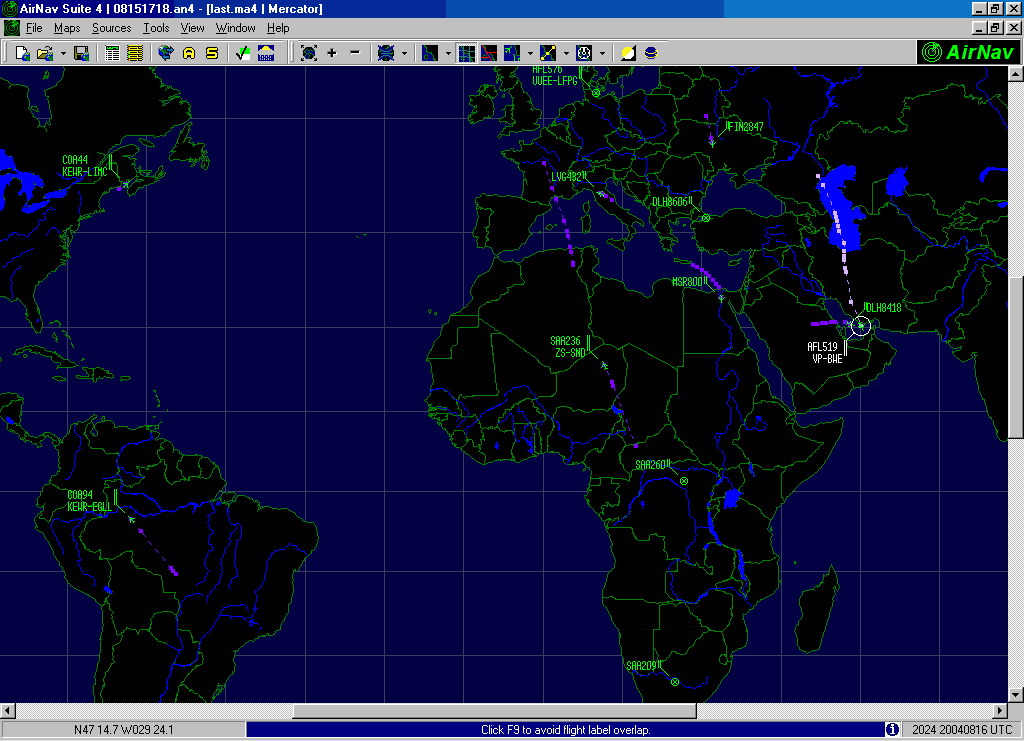 AirNav Suite 4 | 08151718.an4 - [last.ma4 | Mercator]
File Maps Sources Tools View Window Help
AirNav
AFL576
UUEE-LFPG
FIN2847
COA44
KEWR-LIMC
LVG432
DLH8606
MSR800
DLH8418
SAA236
ZS-SND
AFL519
VP-BWE
SAA260
COA94
KEWR-EGLL
SAA209
N47 14.7 W029 24.1
Click F9 to avoid flight label overlap.
2024 20040816 UTC